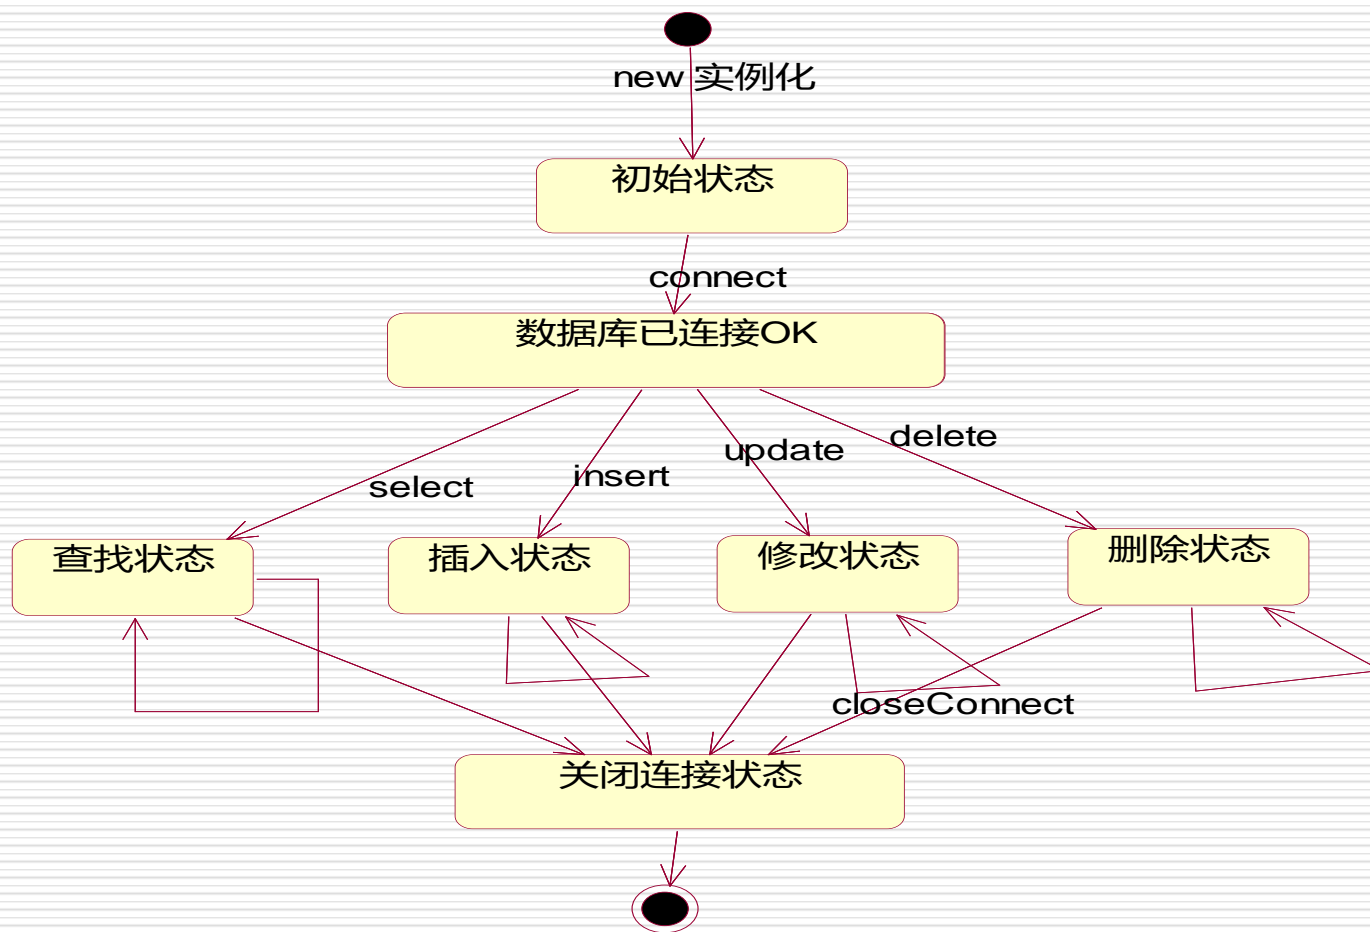 new 实例化
初始状态
connect
数据库已连接OK
select
insert
update
delete
查找状态
插入状态
修改状态
删除状态
closeConnect
关闭连接状态